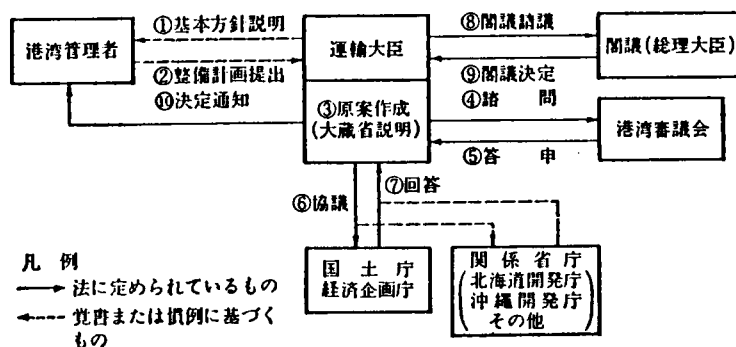 港湾管理者
①基本方針説明
②整備計画提出
⑩決定通知
運輸大臣
③原案作成
(大蔵省説明)
⑧閣議請議
⑨閣議決定
閣議(総理大臣)
④諮 問
⑤答 申
港湾審議会
⑥協議
⑦回答
国土庁
経済企画庁
関係省庁
(北海道開発庁
沖縄開発庁
その他)
凡 例
法に定められているもの
覚書または慣例に基づく
もの